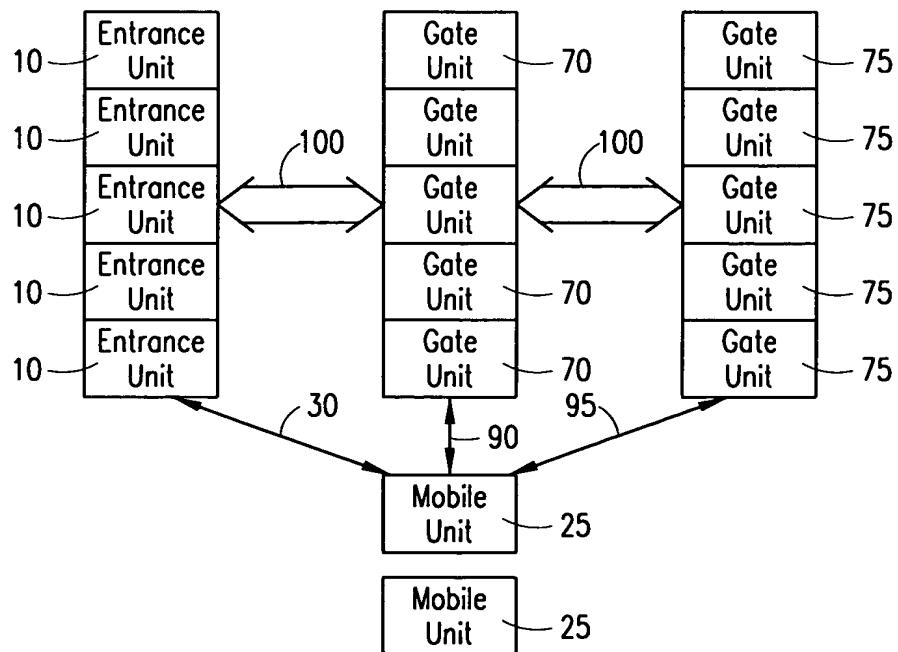 10 Entrance Unit
Gate Unit 70
Gate Unit 75
10 Entrance Unit
Gate Unit
Gate Unit 75
100
100
10 Entrance Unit
Gate Unit
Gate Unit 75
10 Entrance Unit
Gate Unit 70
Gate Unit 75
10 Entrance Unit
Gate Unit 70
Gate Unit 75
30
90
95
Mobile Unit 25
Mobile Unit 25